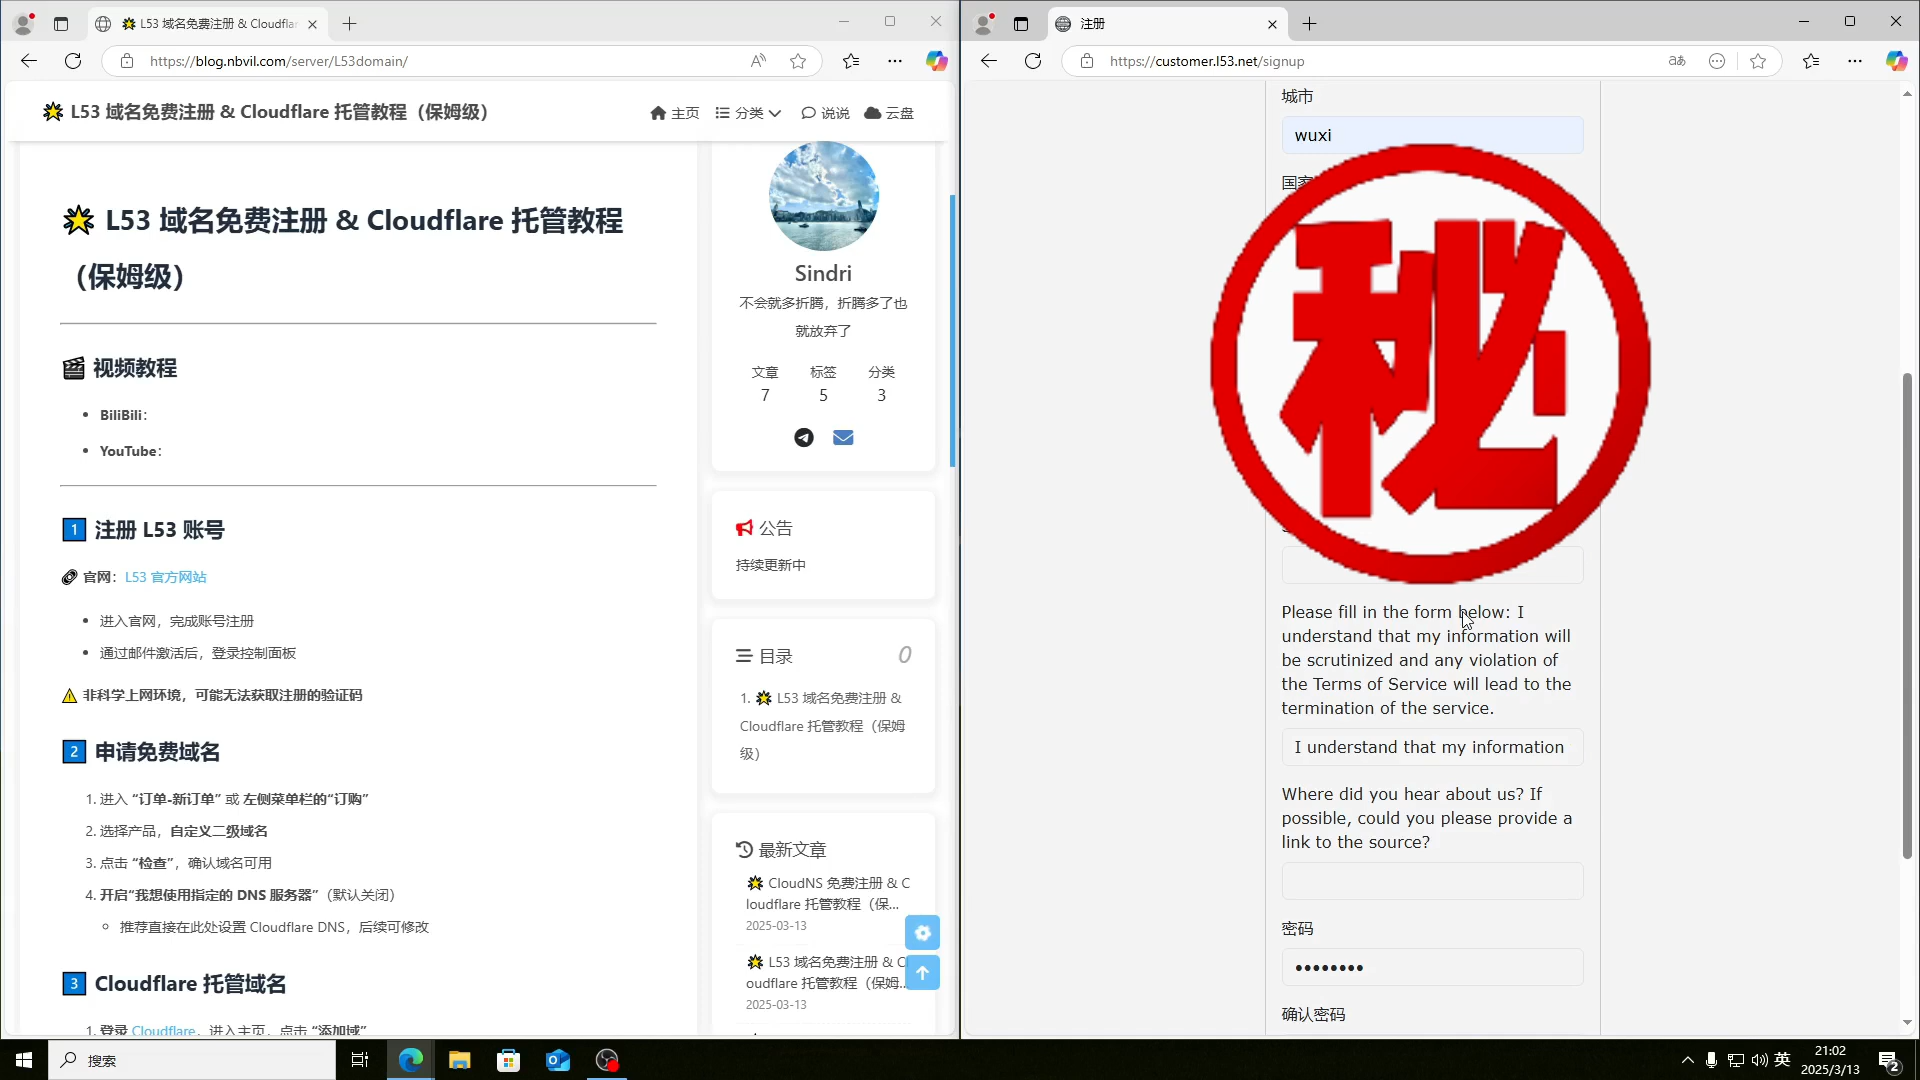 L53 域名免费注册 & Cloudflar
https://blog.nbvil.com/server/L53domain/
L53 域名免费注册 & Cloudflare 托管教程（保姆级）
主页
分类
说说
云盘
L53 域名免费注册 & Cloudflare 托管教程
（保姆级）
视频教程
• BiliBili：
• YouTube：
1 注册 L53 账号
官网：L53 官方网站
• 进入官网，完成账号注册
• 通过邮件激活后，登录控制面板
非科学上网环境，可能无法获取注册的验证码
2 申请免费域名
1. 进入 “订单-新订单” 或 左侧菜单栏的“订购”
2. 选择产品，自定义二级域名
3. 点击 “检查”，确认域名可用
4. 开启“我想使用指定的 DNS 服务器”（默认关闭）
推荐直接在此处设置 Cloudflare DNS，后续可修改
3 Cloudflare 托管域名
1. 登录 Cloudflare，进入主页，点击 “添加域”
Sindri
不会就多折腾，折腾多了也
就放弃了
文章 标签 分类
7 5 3
公告
持续更新中
目录 0
1. L53 域名免费注册 &
Cloudflare 托管教程（保姆
级）
最新文章
CloudNS 免费注册 & C
loudflare 托管教程（保...
2025-03-13
L53 域名免费注册 & C
oudflare 托管教程（保姆...
2025-03-13
注册
https://customer.l53.net/signup
城市
wuxi
国家
秘
Please fill in the form below: I
understand that my information will
be scrutinized and any violation of
the Terms of Service will lead to the
termination of the service.
I understand that my information
Where did you hear about us? If
possible, could you please provide a
link to the source?
密码
••••••••
确认密码
搜索
英
21:02
2025/3/13
2